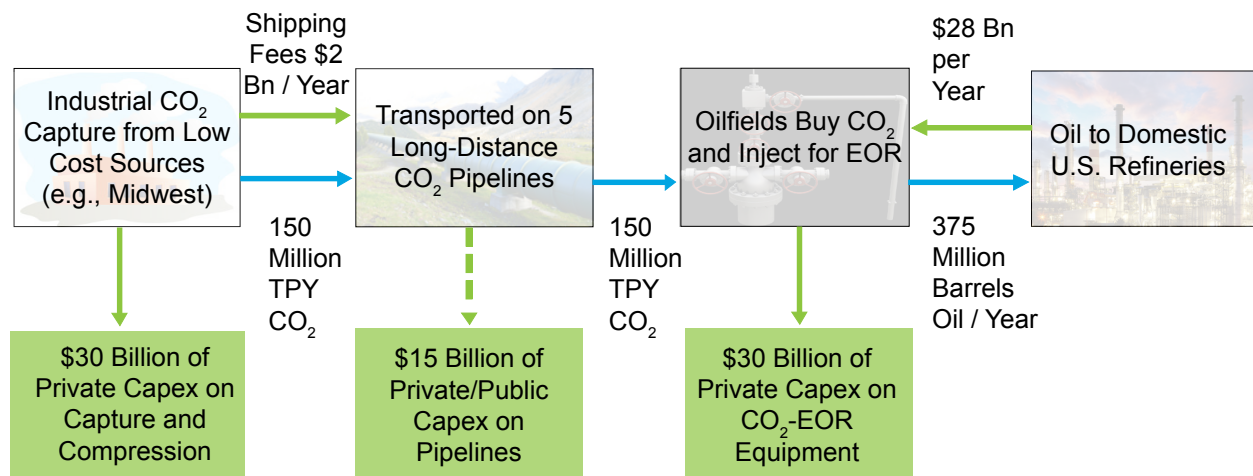 Shipping
Fees $2
Bn / Year
$28 Bn
per
Year
Industrial CO₂
Capture from Low
Cost Sources
(e.g., Midwest)
Transported on 5
Long-Distance
CO₂ Pipelines
Oilfields Buy CO₂
and Inject for EOR
Oil to Domestic
U.S. Refineries
150
Million
TPY
CO₂
150
Million
TPY
CO₂
375
Million
Barrels
Oil / Year
$30 Billion of
Private Capex on
Capture and
Compression
$15 Billion of
Private/Public
Capex on
Pipelines
$30 Billion of
Private Capex on
CO₂-EOR
Equipment